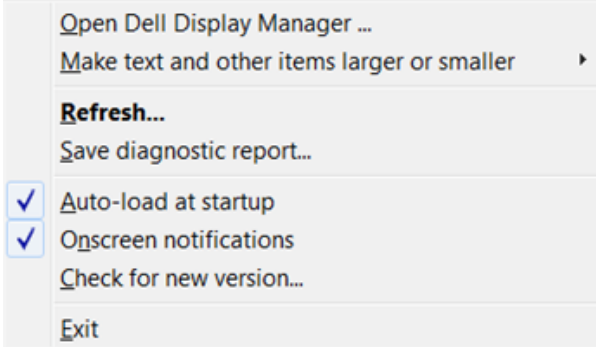 Open Dell Display Manager ...
Make text and other items larger or smaller
Refresh...
Save diagnostic report...
Auto-load at startup
Onscreen notifications
Check for new version...
Exit